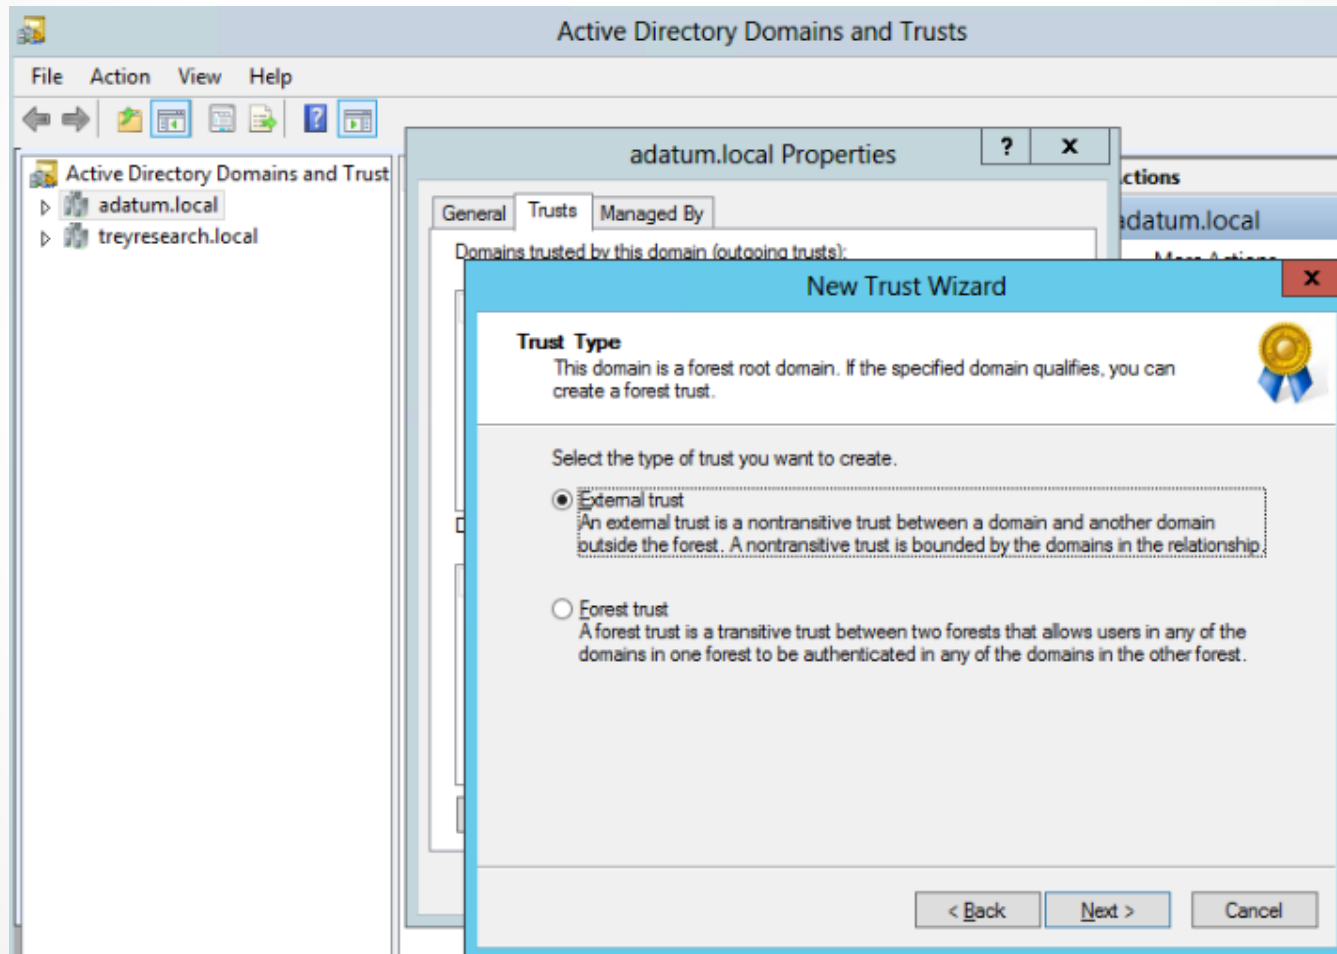 Active Directory Domains and Trusts
File Action View Help
Active Directory Domains and Trust
adatum.local
treyresearch.local
adatum.local Properties
? x
General Trusts Managed By
Domains trusted by this domain (outgoing trusts):
ctions
adatum.local
More Actions
New Trust Wizard
x
Trust Type
This domain is a forest root domain. If the specified domain qualifies, you can
create a forest trust.
Select the type of trust you want to create.
External trust
An external trust is a nontransitive trust between a domain and another domain
outside the forest. A nontransitive trust is bounded by the domains in the relationship.
Forest trust
A forest trust is a transitive trust between two forests that allows users in any of the
domains in one forest to be authenticated in any of the domains in the other forest.
< Back Next > Cancel